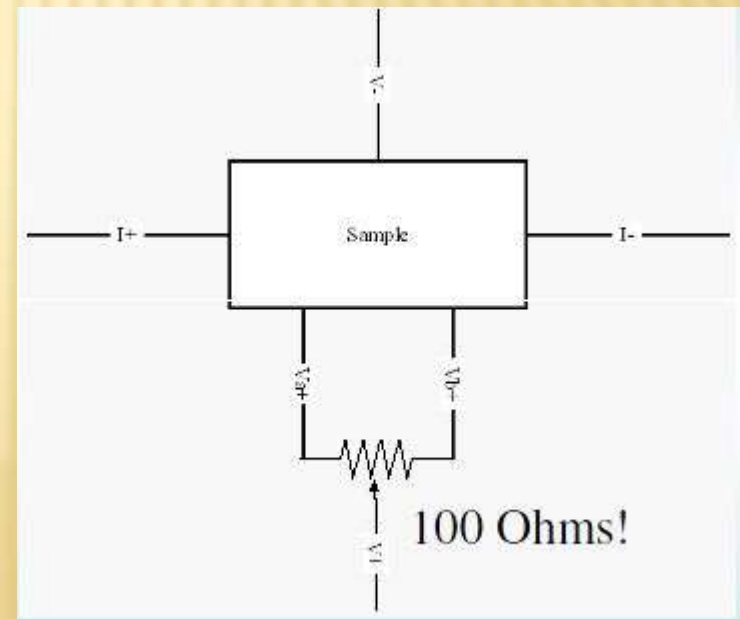 V-
I+
Sample
I-
Va+
Vb+
100 Ohms!
V+